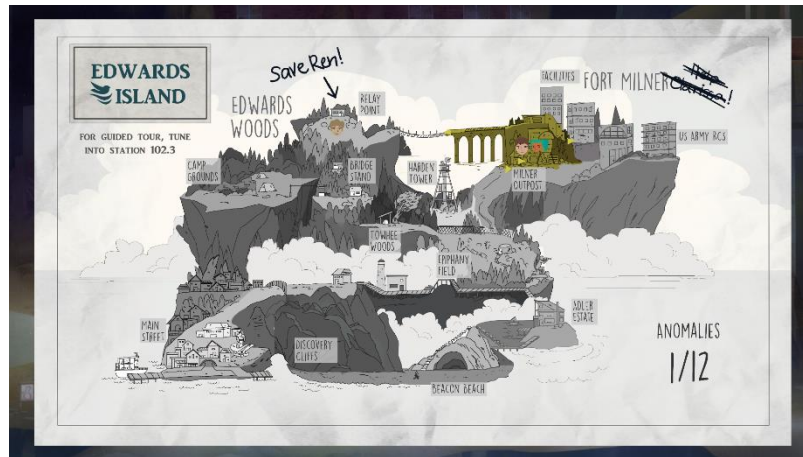 EDWARDS
ISLAND
FOR GUIDED TOUR, TUNE
INTO STATION 102.3
Save Ren!
EDWARDS
WOODS
RELAY
POINT
FACILITIES
FORT MILNER
Help
Clarissa!
US ARMY RCS
CAMP
GROUNDS
BRIDGE
STAND
HARDEN
TOWER
MILNER
OUTPOST
TOWHEE
WOODS
EPIPHANY
FIELD
MAIN
STREET
DISCOVERY
CLIFFS
ADLER
ESTATE
BEACON BEACH
ANOMALIES
1/12